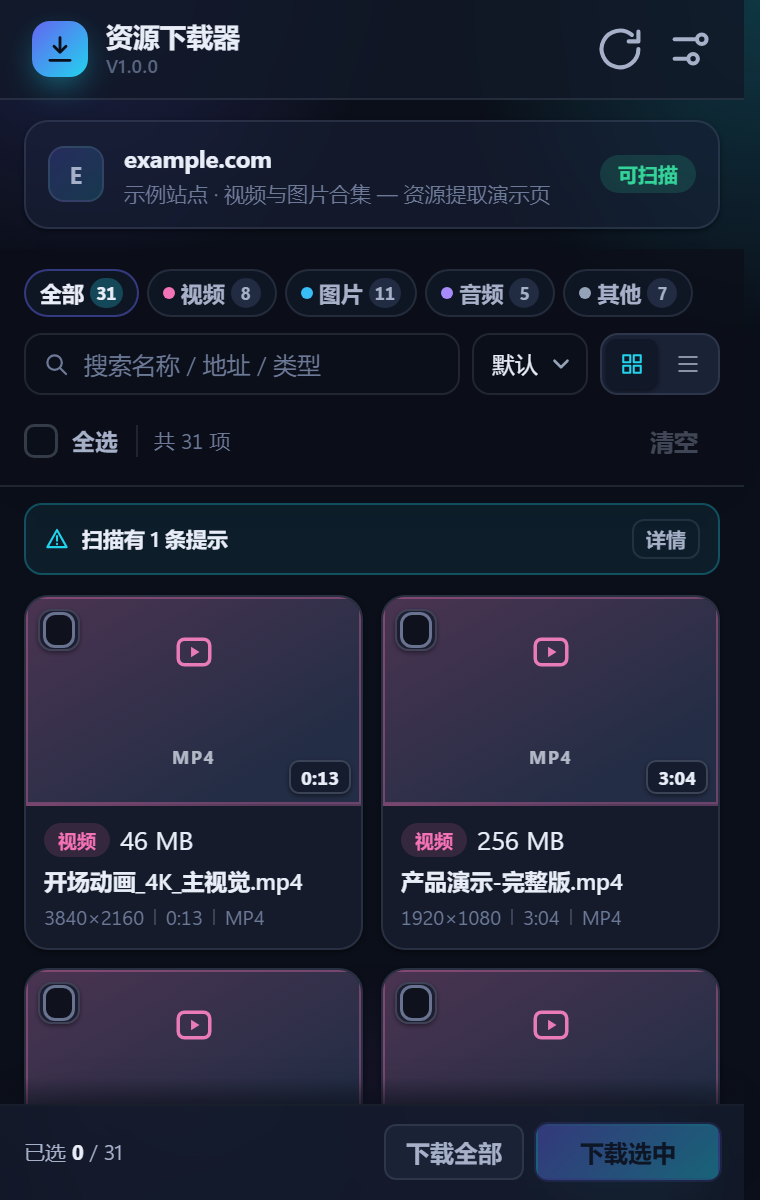 资源下载器
V1.0.0
E
example.com
示例站点 · 视频与图片合集 — 资源提取演示页
可扫描
全部 31
视频 8
图片 11
音频 5
其他 7
搜索名称 / 地址 / 类型
默认
全选
共 31 项
清空
扫描有 1 条提示
详情
MP4
0:13
视频 46 MB
开场动画_4K_主视觉.mp4
3840×2160 | 0:13 | MP4
MP4
3:04
视频 256 MB
产品演示-完整版.mp4
1920×1080 | 3:04 | MP4
已选 0 / 31
下载全部
下载选中